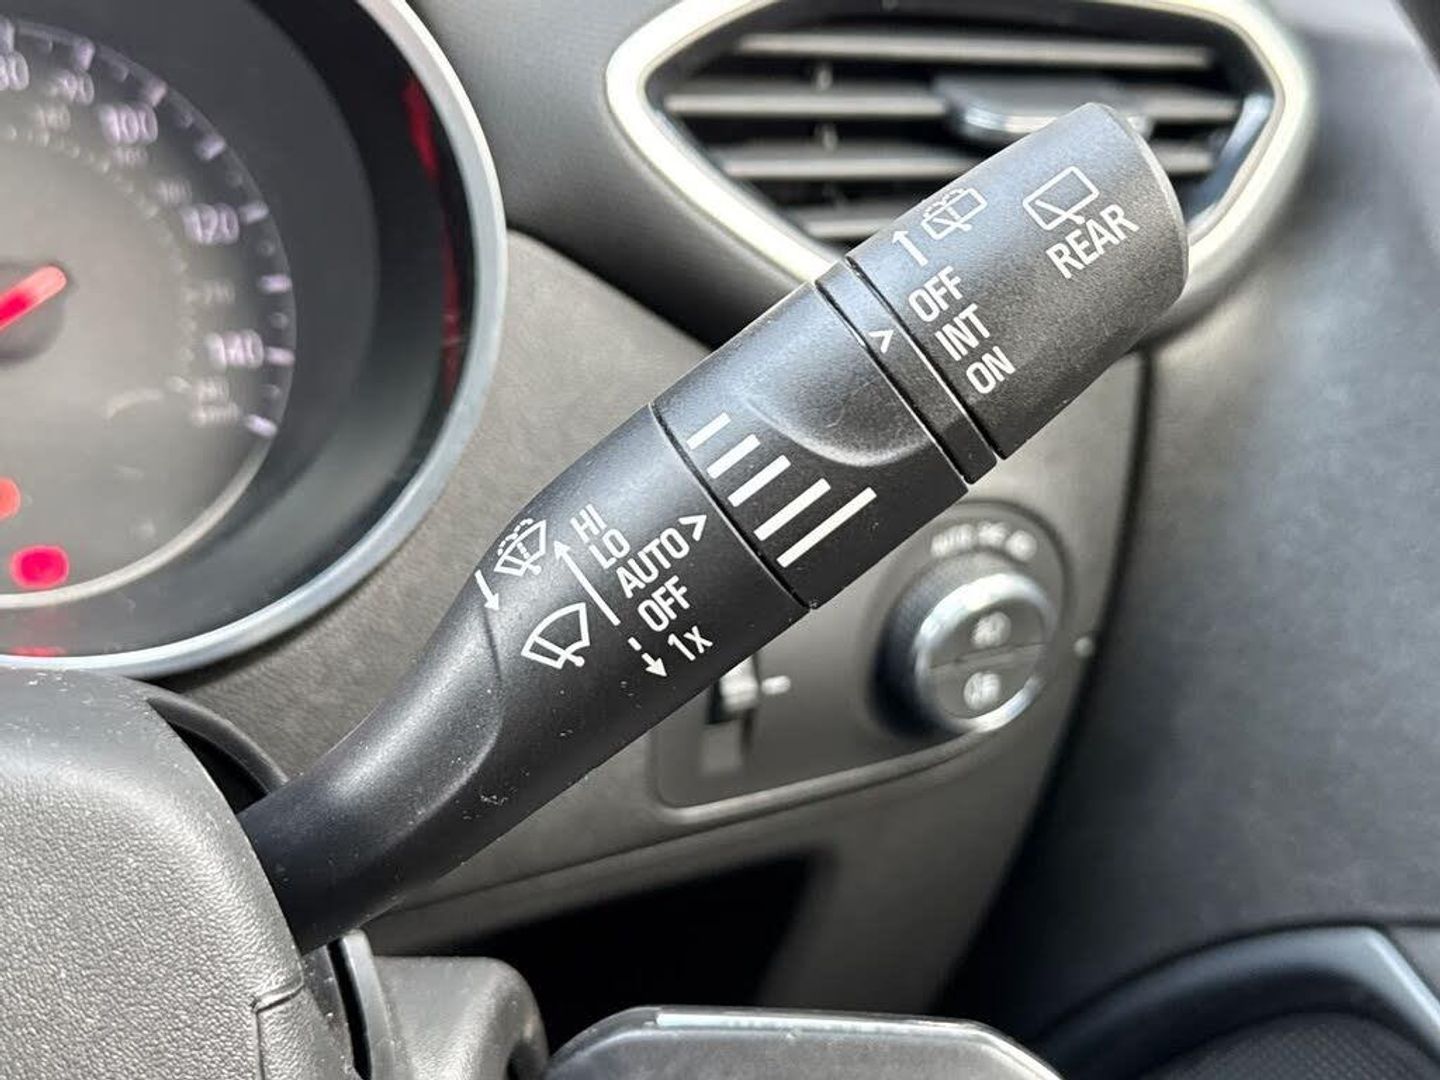 100
120
140
REAR
OFF
INT
ON
>
HI
LO
AUTO >
OFF
1x